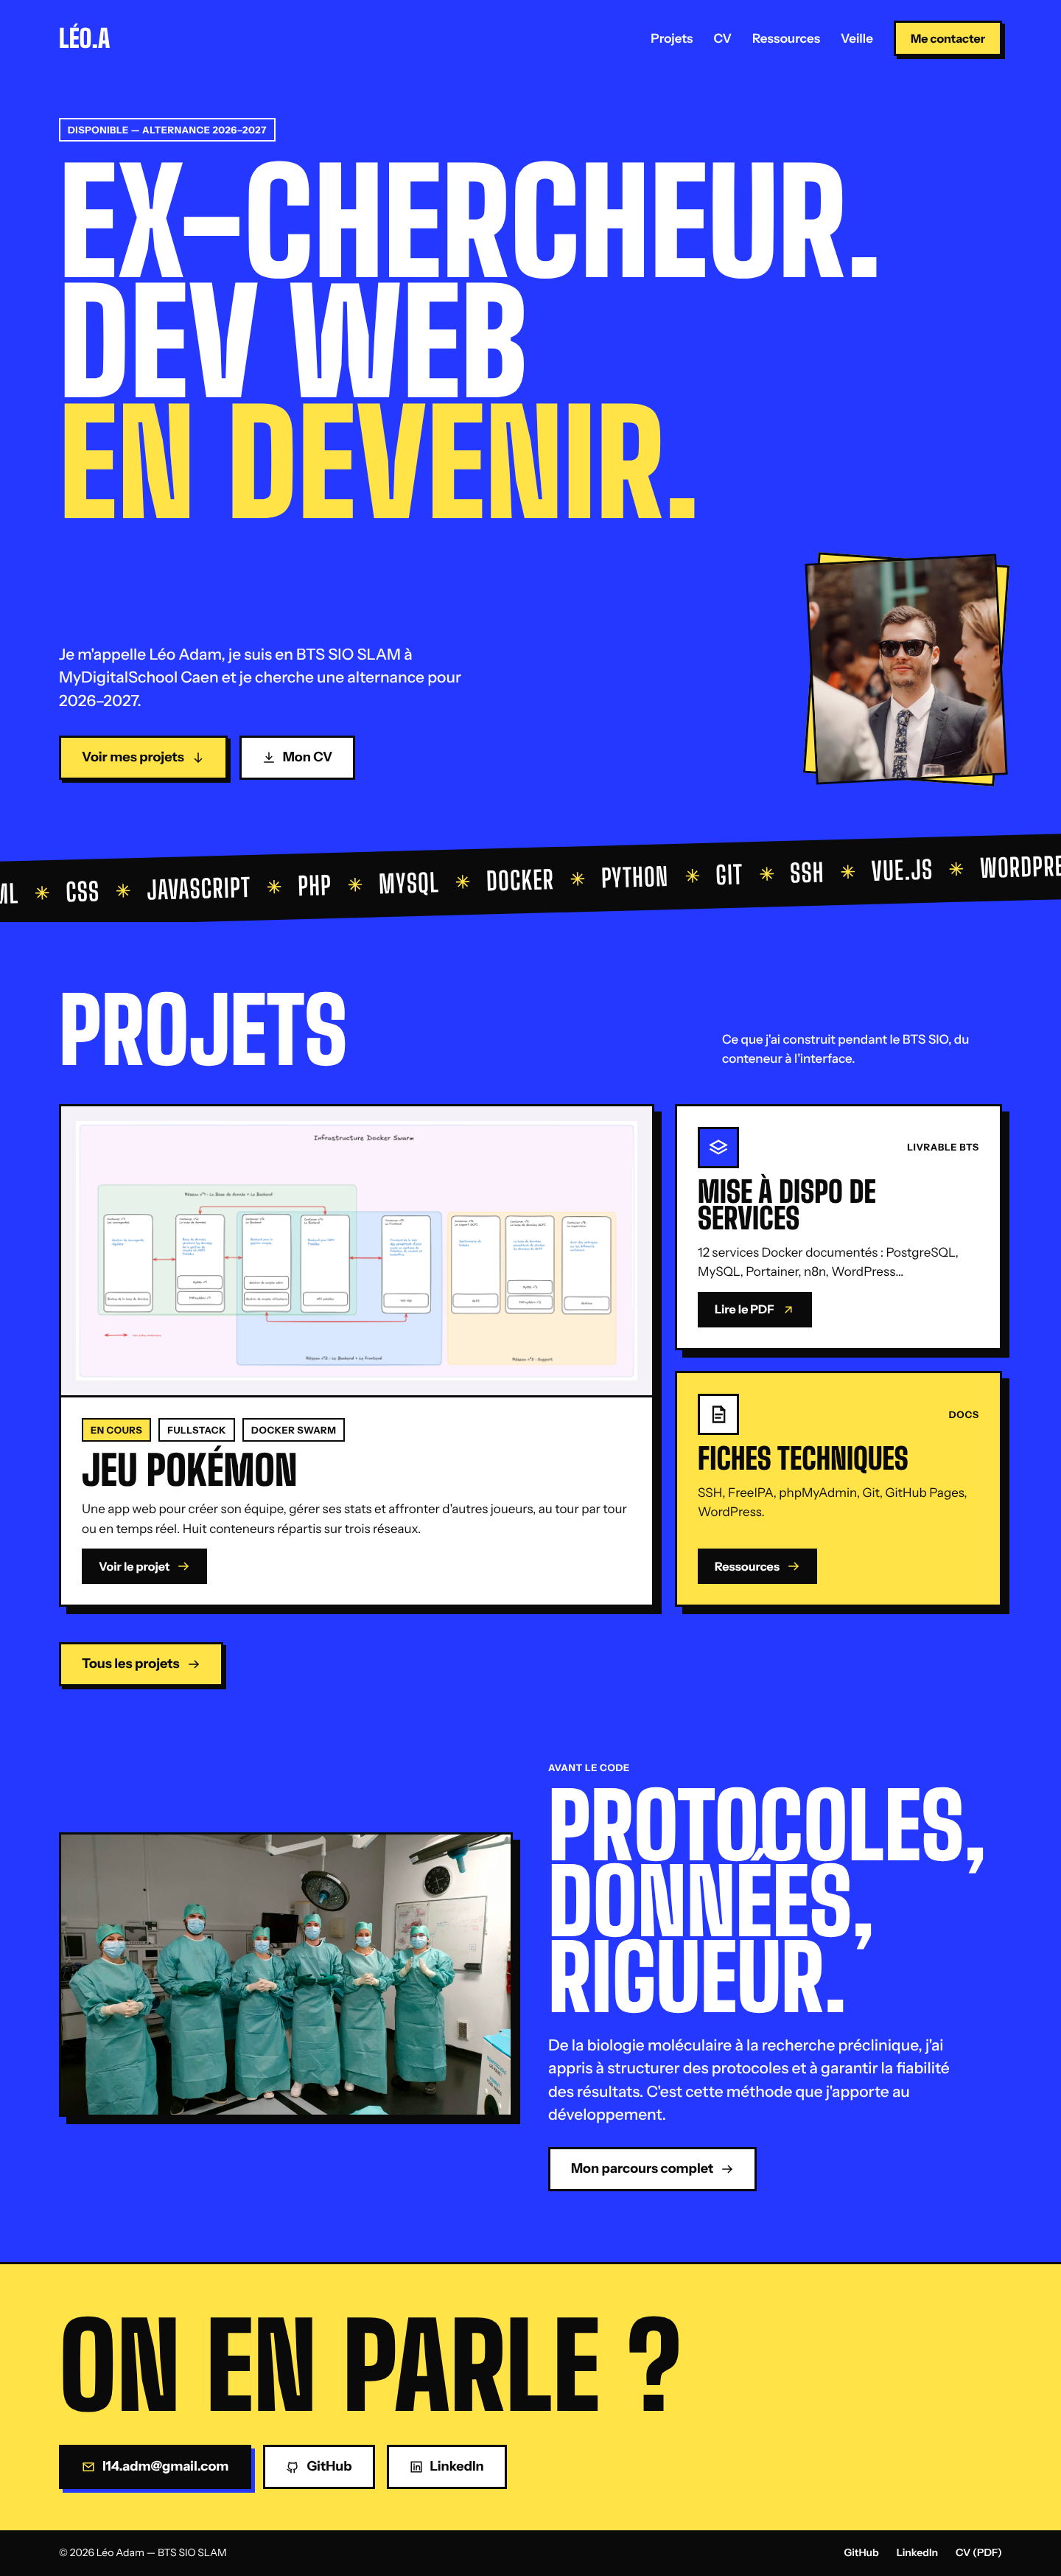 LÉO.A
Projets
CV
Ressources
Veille
Me contacter
DISPONIBLE — ALTERNANCE 2026–2027
EX-CHERCHEUR.
DEV WEB
EN DEVENIR.
Je m'appelle Léo Adam, je suis en BTS SIO SLAM à
MyDigitalSchool Caen et je cherche une alternance pour
2026–2027.
Voir mes projets
Mon CV
ML * CSS * JAVASCRIPT * PHP * MYSQL * DOCKER * PYTHON * GIT * SSH * VUE.JS * WORDPRE
PROJETS
Ce que j'ai construit pendant le BTS SIO, du
conteneur à l'interface.
Infrastructure Docker Swarm
LIVRABLE BTS
MISE À DISPO DE
SERVICES
12 services Docker documentés : PostgreSQL,
MySQL, Portainer, n8n, WordPress…
Lire le PDF
EN COURS
FULLSTACK
DOCKER SWARM
JEU POKÉMON
Une app web pour créer son équipe, gérer ses stats et affronter d'autres joueurs, au tour par tour
ou en temps réel. Huit conteneurs répartis sur trois réseaux.
Voir le projet
DOCS
FICHES TECHNIQUES
SSH, FreeIPA, phpMyAdmin, Git, GitHub Pages,
WordPress.
Ressources
Tous les projets
AVANT LE CODE
PROTOCOLES,
DONNÉES,
RIGUEUR.
De la biologie moléculaire à la recherche préclinique, j'ai
appris à structurer des protocoles et à garantir la fiabilité
des résultats. C'est cette méthode que j'apporte au
développement.
Mon parcours complet
ON EN PARLE ?
l14.adm@gmail.com
GitHub
LinkedIn
© 2026 Léo Adam — BTS SIO SLAM
GitHub
LinkedIn
CV (PDF)